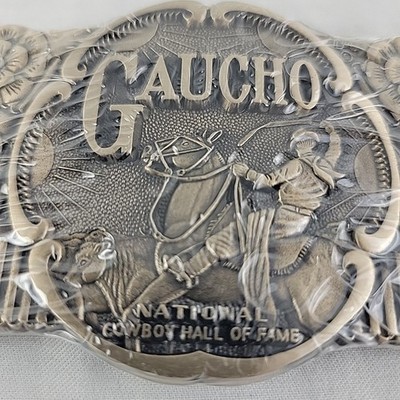 GAUCHO
NATIONAL
COWBOY HALL OF FAME